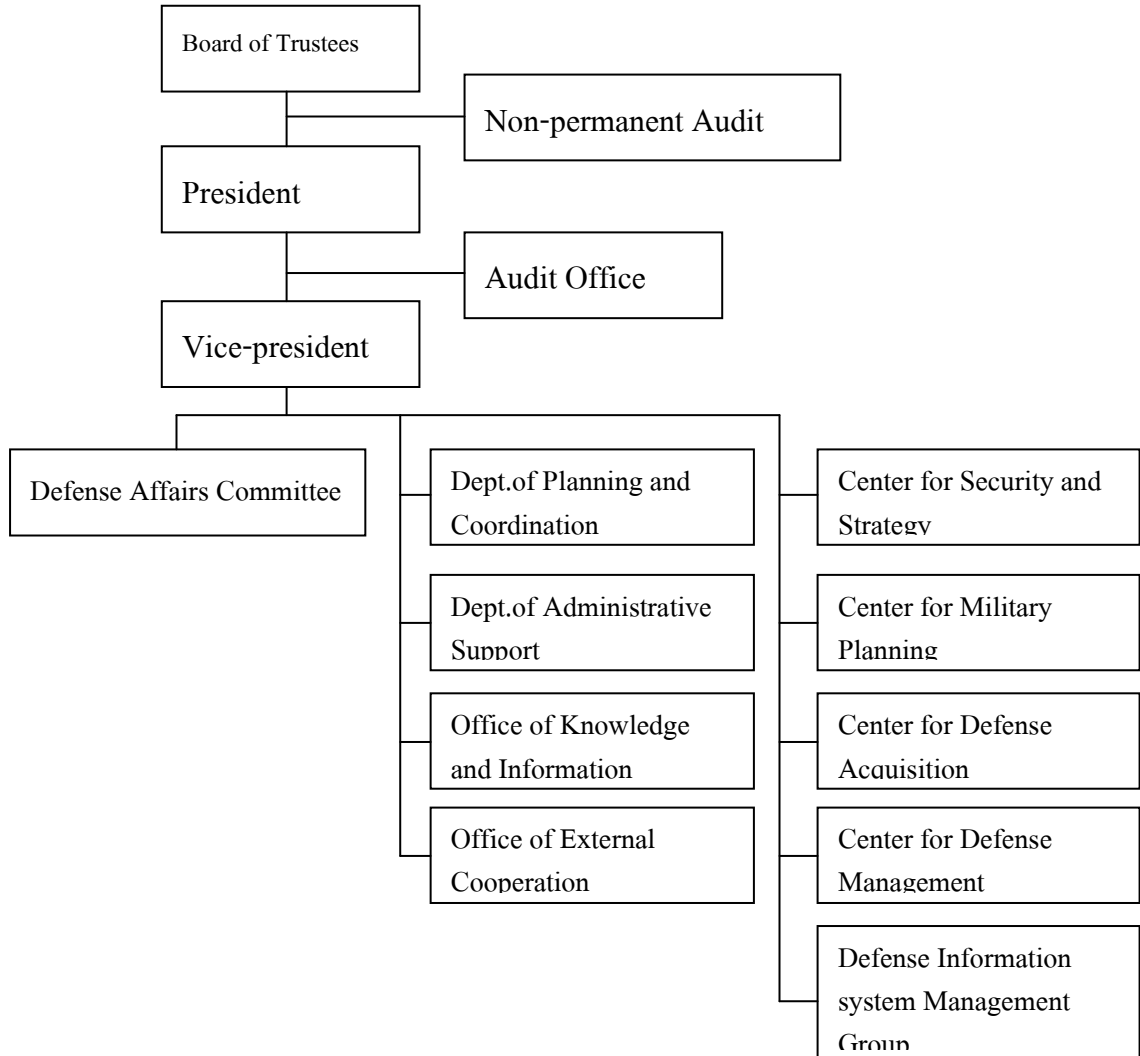 Board of Trustees
Non-permanent Audit
President
Audit Office
Vice-president
Defense Affairs Committee
Dept.of Planning and
Coordination
Dept.of Administrative
Support
Office of Knowledge
and Information
Office of External
Cooperation
Center for Security and
Strategy
Center for Military
Planning
Center for Defense
Acquisition
Center for Defense
Management
Defense Information
system Management
Group